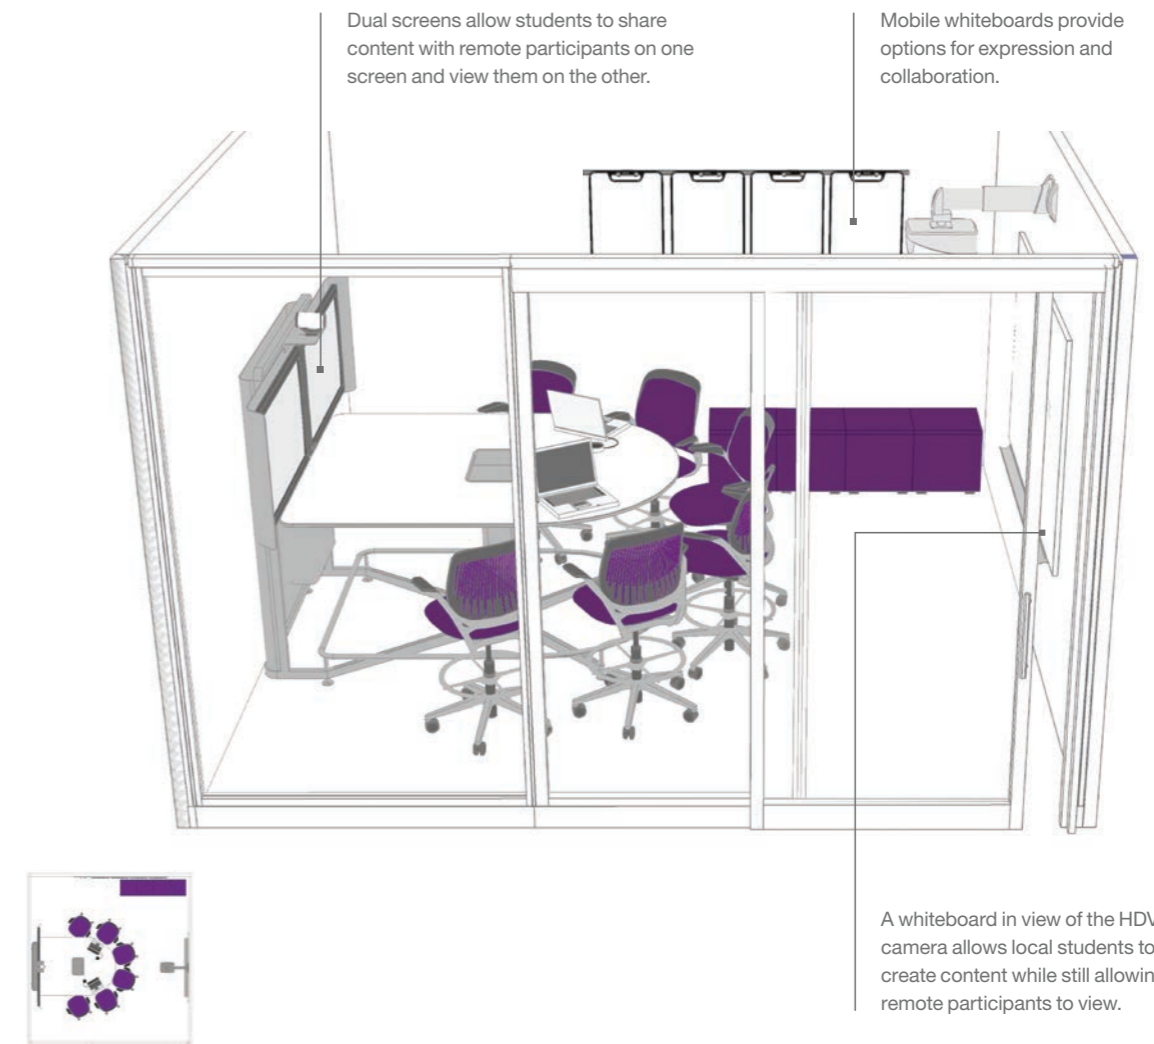 Dual screens allow students to share
content with remote participants on one
screen and view them on the other.
Mobile whiteboards provide
options for expression and
collaboration.
A whiteboard in view of the HDV
camera allows local students to
create content while still allowin
remote participants to view.